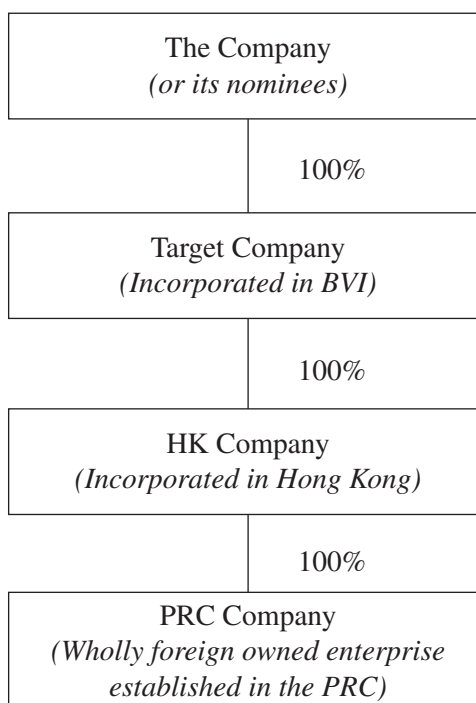 The Company
(or its nominees)
100%
Target Company
(Incorporated in BVI)
100%
HK Company
(Incorporated in Hong Kong)
100%
PRC Company
(Wholly foreign owned enterprise
established in the PRC)